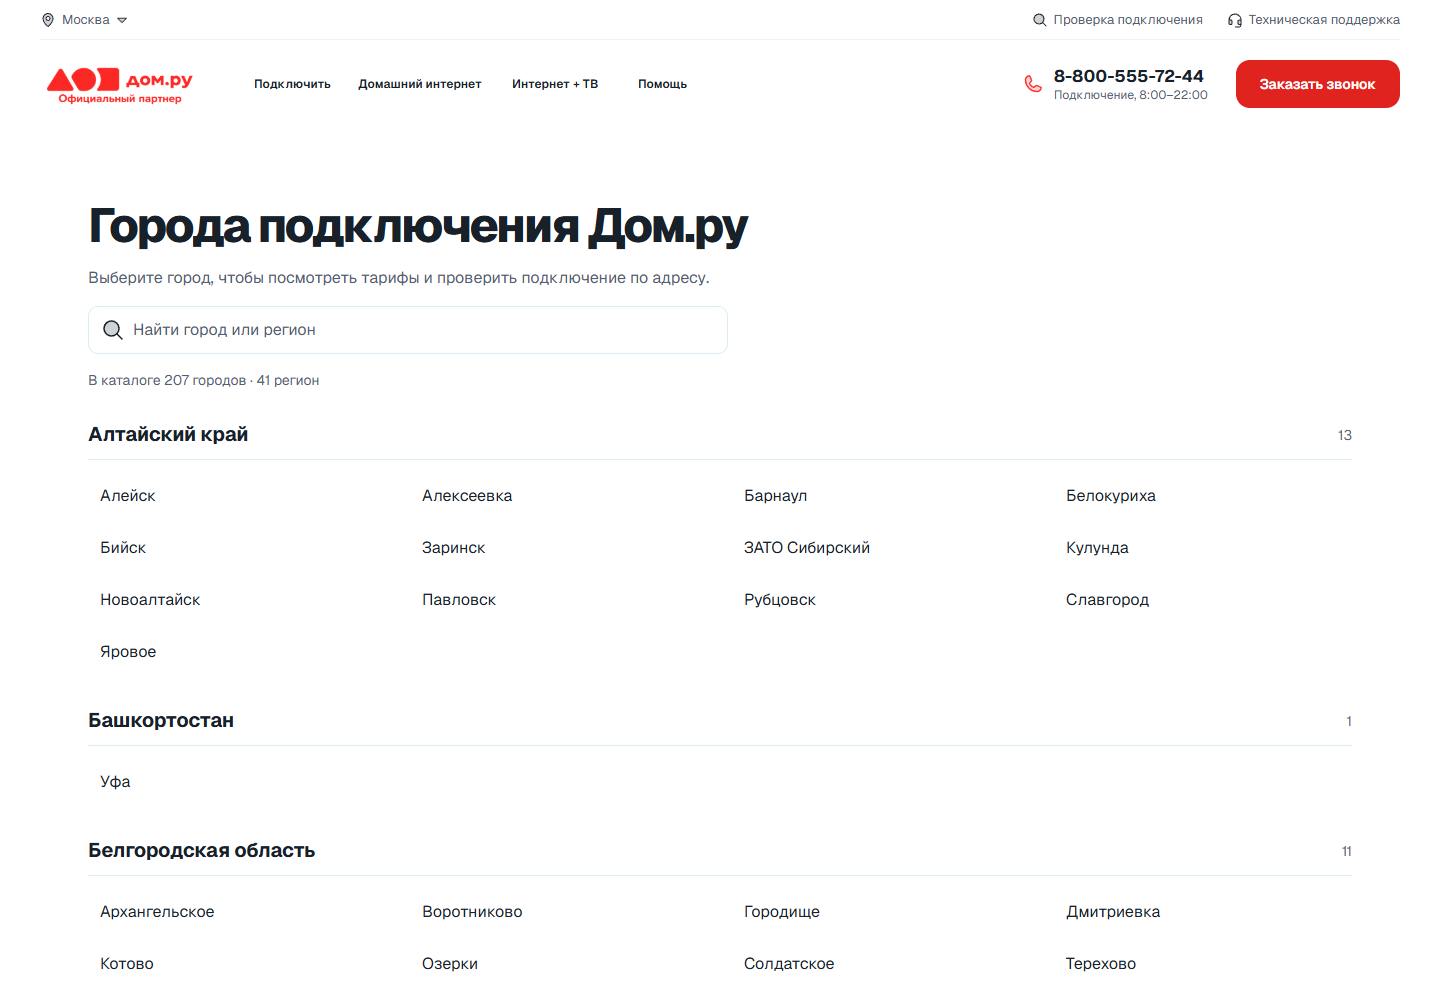 Москва
Проверка подключения
Техническая поддержка
дом.ру
Официальный партнер
Подключить
Домашний интернет
Интернет + ТВ
Помощь
8-800-555-72-44
Подключение, 8:00–22:00
Заказать звонок
Города подключения Дом.ру
Выберите город, чтобы посмотреть тарифы и проверить подключение по адресу.
Найти город или регион
В каталоге 207 городов · 41 регион
Алтайский край 13
Алейск Алексеевка Барнаул Белокуриха
Бийск Заринск ЗАТО Сибирский Кулунда
Новоалтайск Павловск Рубцовск Славгород
Яровое
Башкортостан 1
Уфа
Белгородская область 11
Архангельское Воротниково Городище Дмитриевка
Котово Озерки Солдатское Терехово